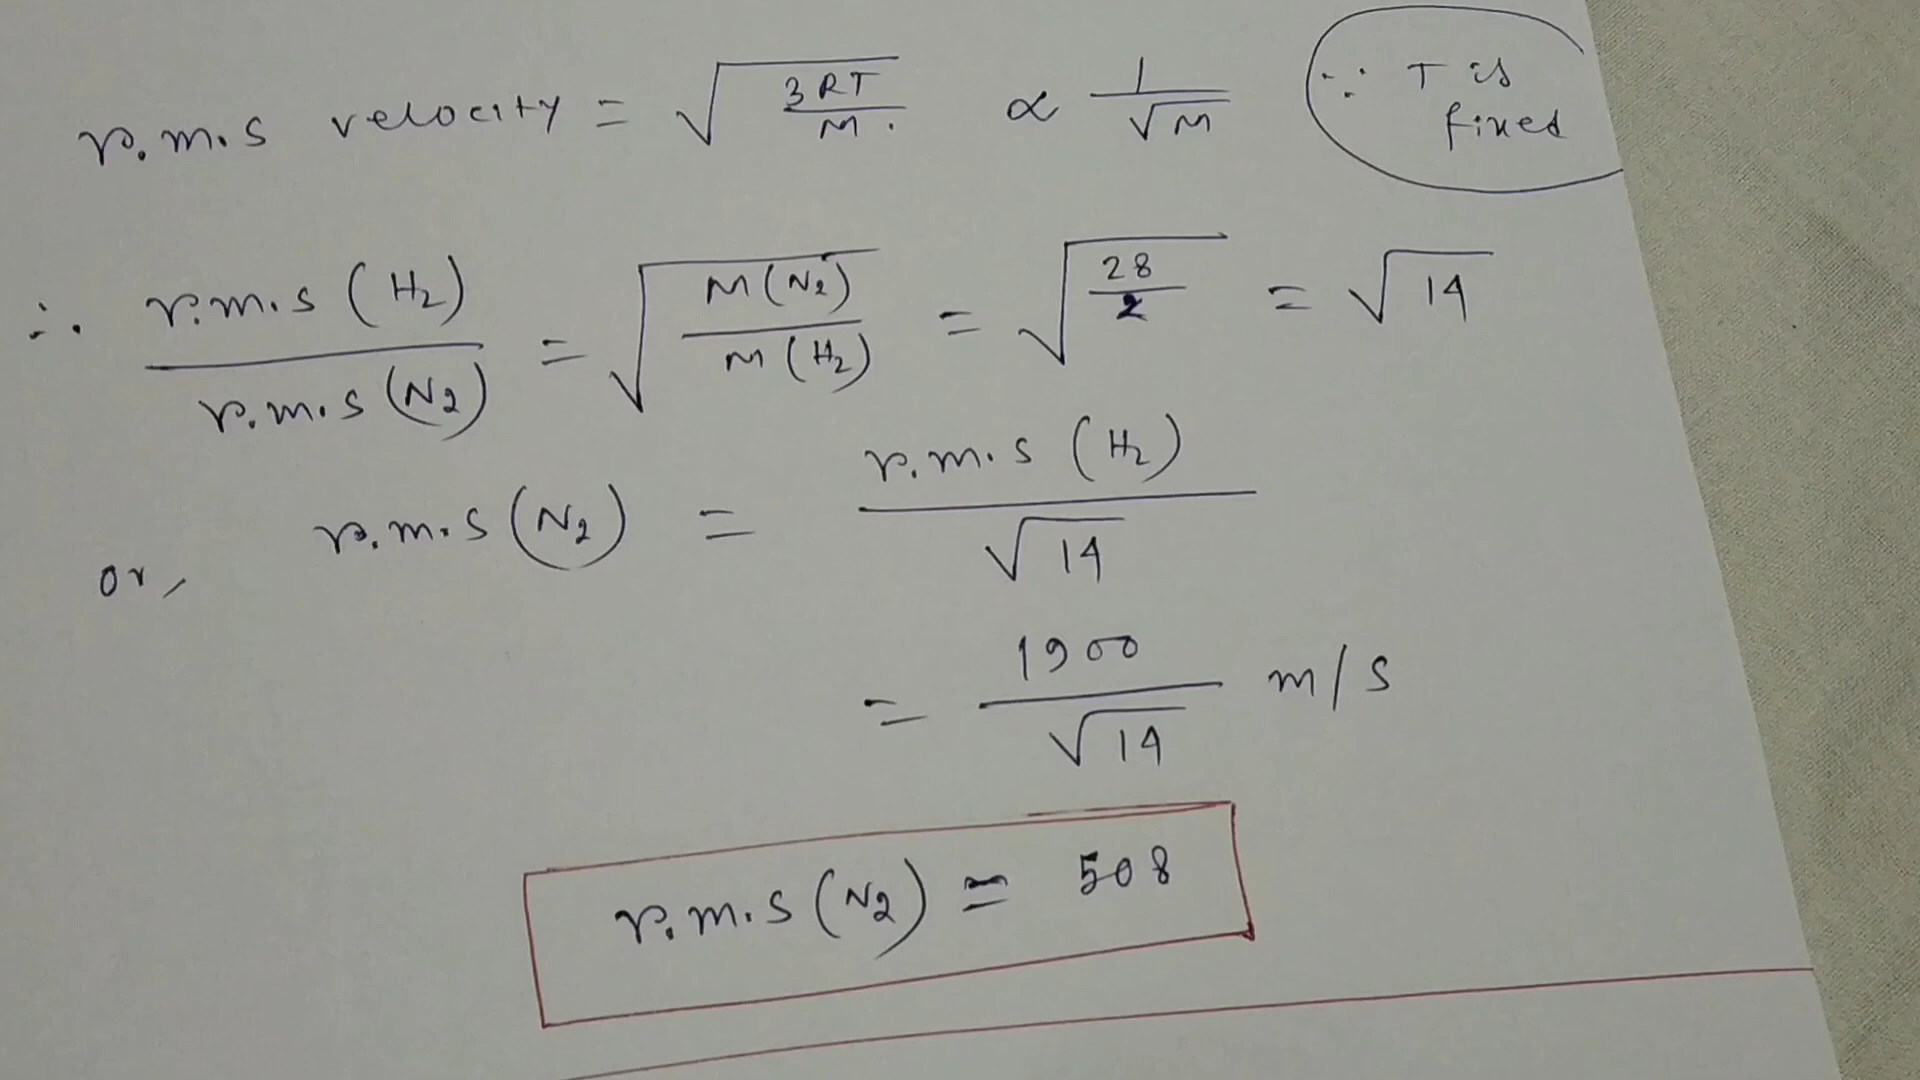 r.m.s velocity = √(3RT/M.) ∝ 1/√M (∵ T is fixed)
∴ r.m.s (H₂)/r.m.s (N₂) = √(M(N₂)/M(H₂)) = √(28/2) = √14
or, r.m.s (N₂) = r.m.s (H₂)/√14
= 1900/√14 m/s
r.m.s (N₂) = 508